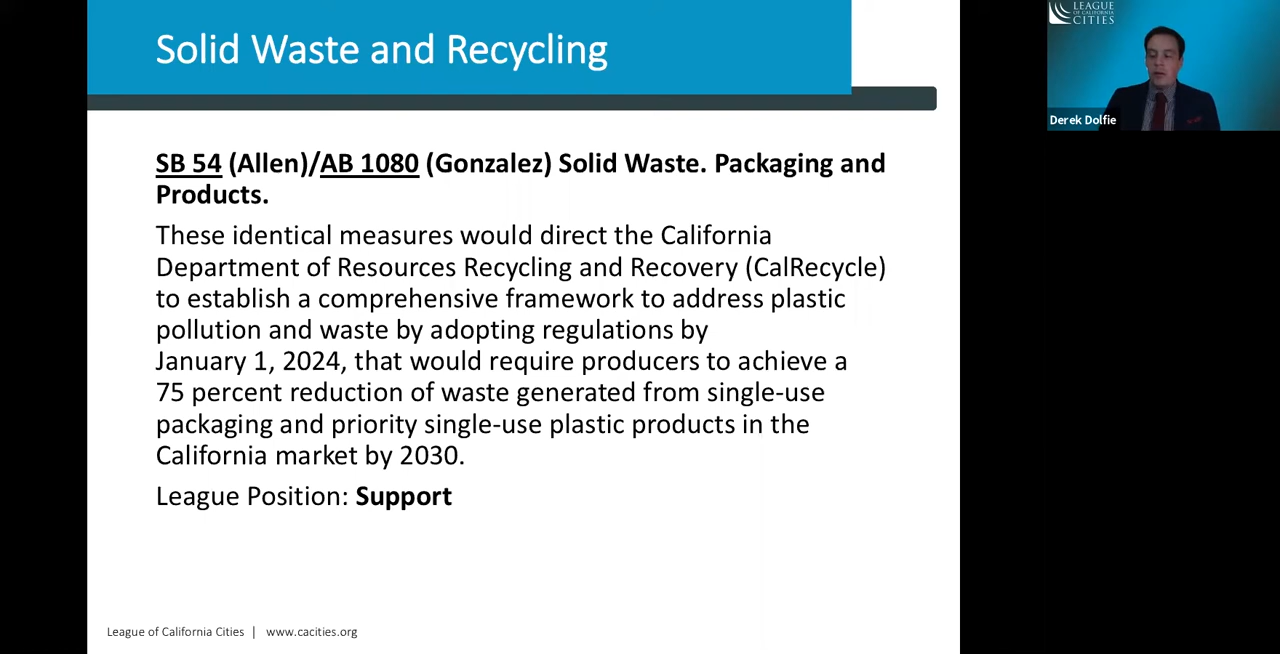 Solid Waste and Recycling
SB 54 (Allen)/AB 1080 (Gonzalez) Solid Waste. Packaging and
Products.
These identical measures would direct the California
Department of Resources Recycling and Recovery (CalRecycle)
to establish a comprehensive framework to address plastic
pollution and waste by adopting regulations by
January 1, 2024, that would require producers to achieve a
75 percent reduction of waste generated from single-use
packaging and priority single-use plastic products in the
California market by 2030.
League Position: Support
League of California Cities | www.cacities.org
LEAGUE
OF CALIFORNIA
CITIES
Derek Dolfie